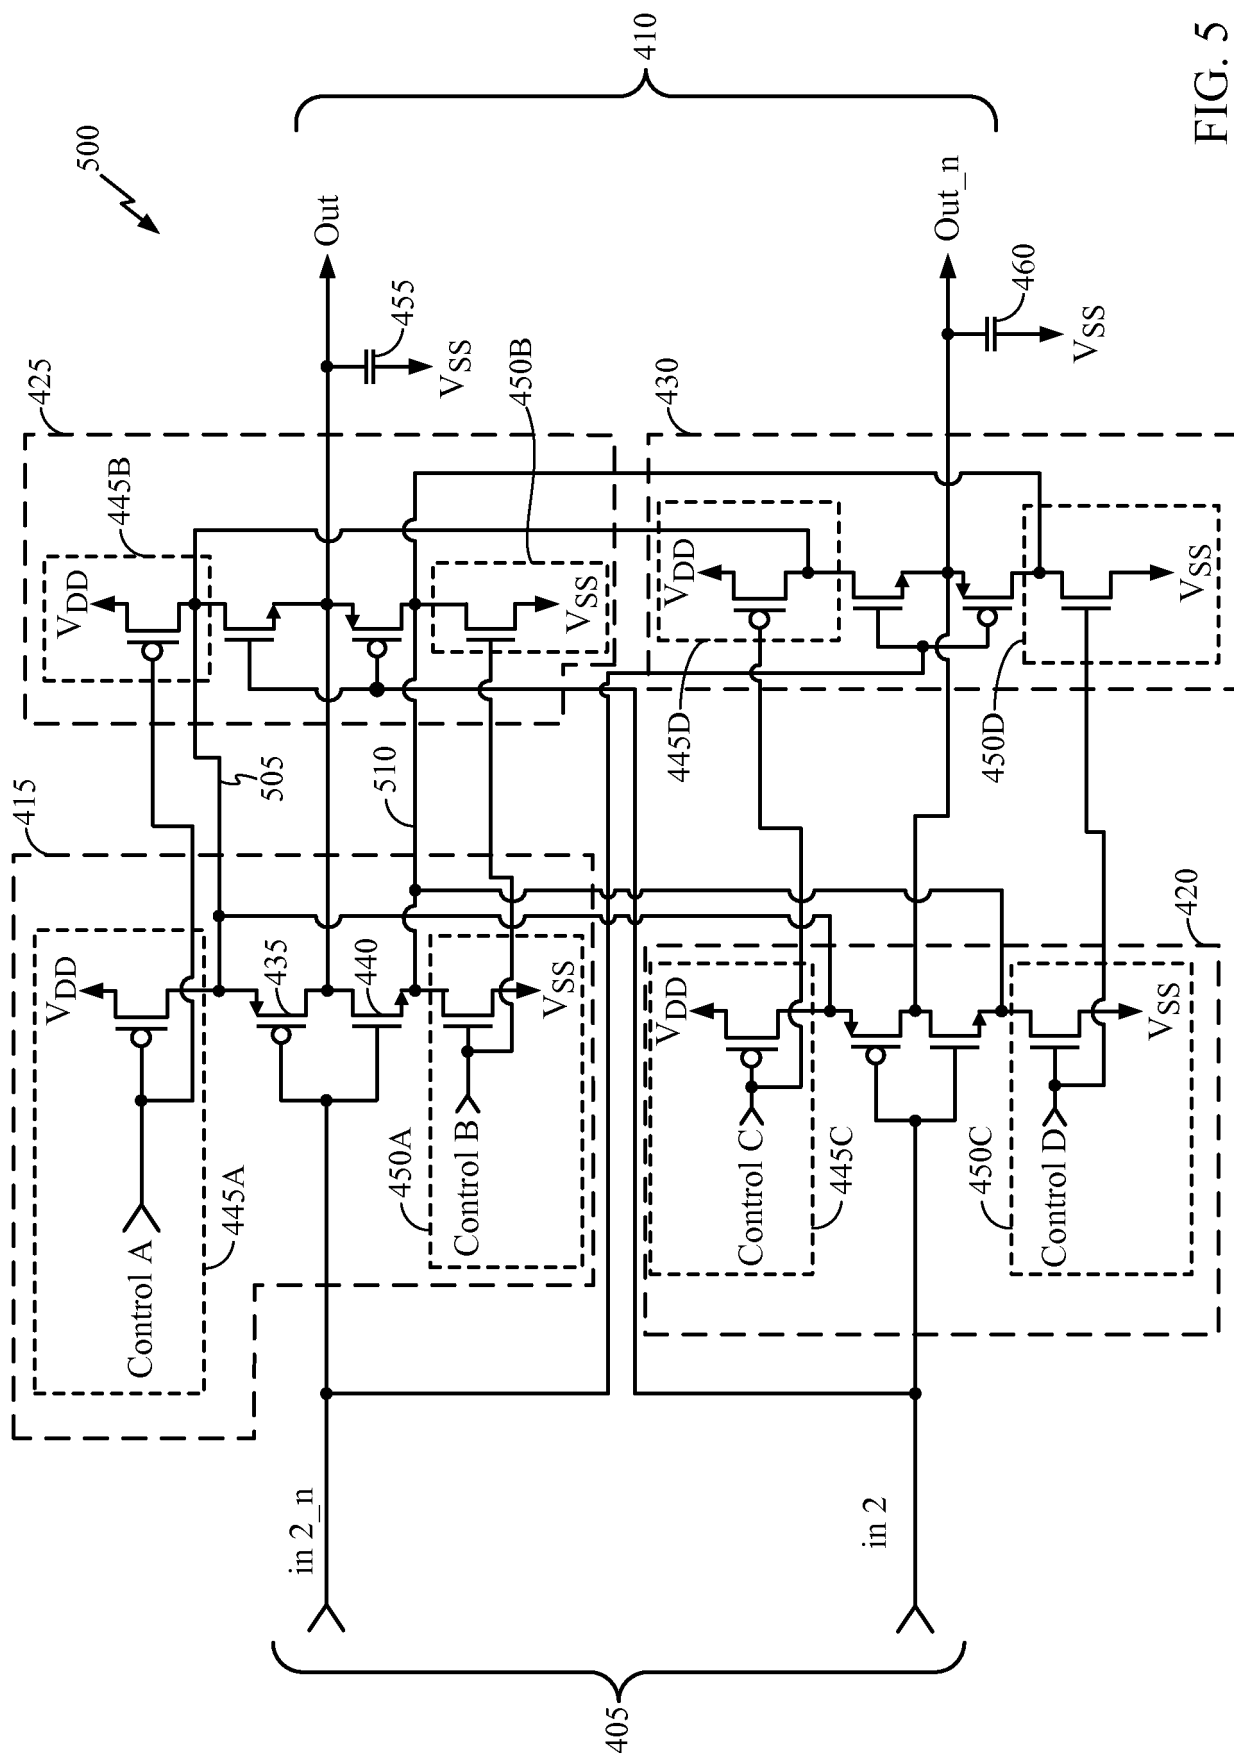 500
410
Out
Out_n
425
445B
VDD
455
VSS
450B
VSS
430
460
VSS
VDD
445D
450D
VSS
505
510
415
VDD
435
440
VSS
Control A
445A
450A
Control B
420
VDD
Control C
445C
450C
Control D
VSS
in 2_n
in 2
405
FIG. 5